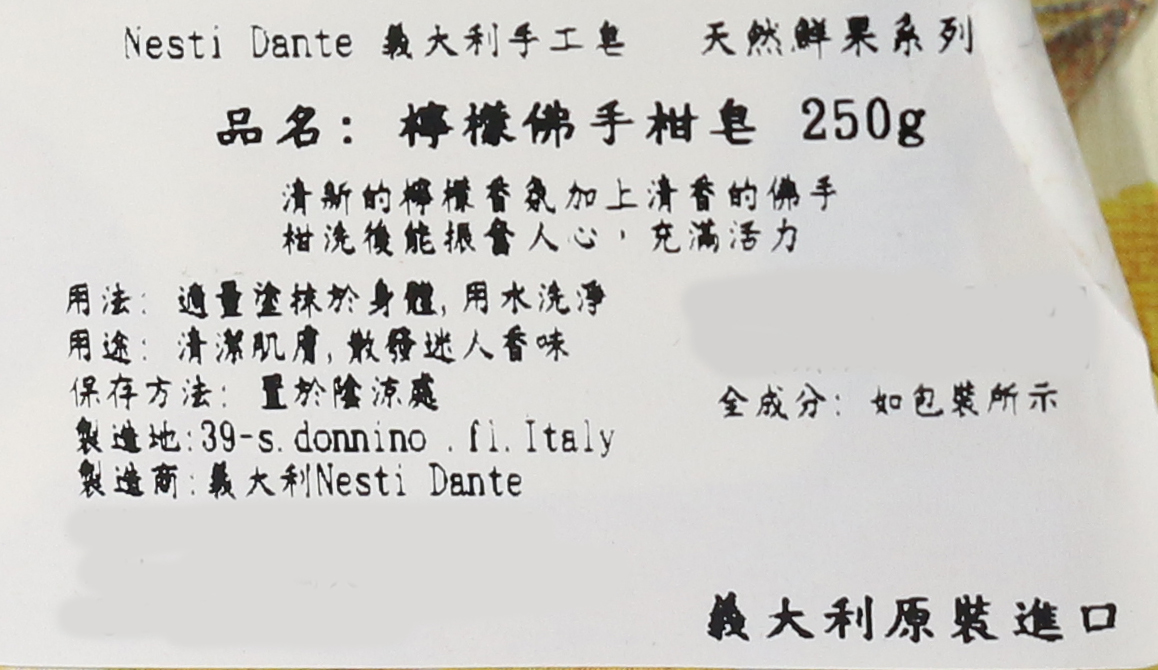 Nesti Dante 義大利手工皂 天然鮮果系列
品名: 檸檬佛手柑皂 250g
清新的檸檬香氛加上清香的佛手
柑洗後能振奮人心，充滿活力
用法: 適量塗抹於身體, 用水洗淨
用途: 清潔肌膚, 散發迷人香味
保存方法: 置於陰涼處
全成分: 如包裝所示
製造地:39-s.donnino .fi.Italy
製造商:義大利Nesti Dante
義大利原裝進口